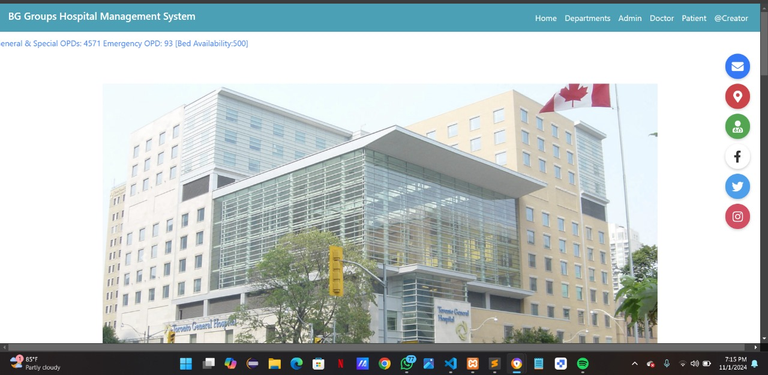 BG Groups Hospital Management System
Home Departments Admin Doctor Patient @Creator
eneral & Special OPDs: 4571 Emergency OPD: 93 [Bed Availability:500]
Toronto General Hospital
Toronto General
Hospital
85°F
Partly cloudy
7:15 PM
11/1/2024